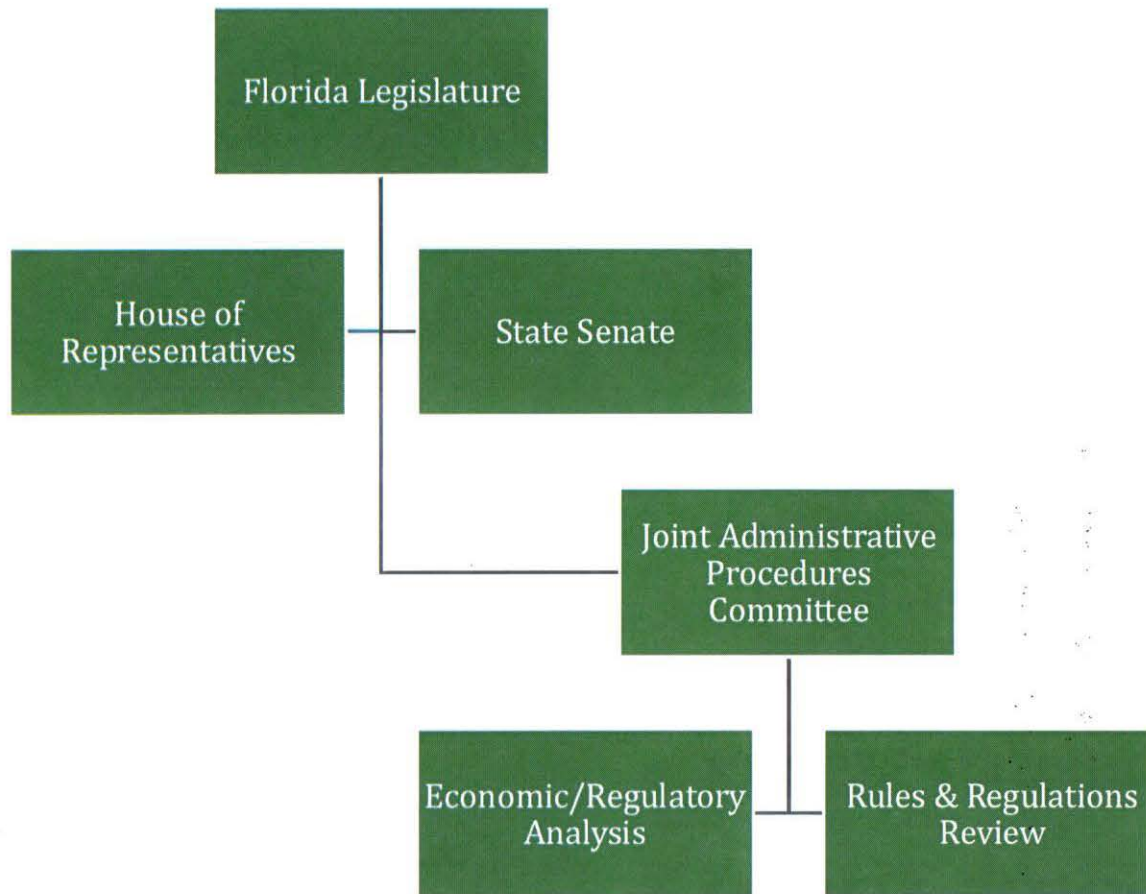 Florida Legislature
House of
Representatives
State Senate
Joint Administrative
Procedures
Committee
Economic/Regulatory
Analysis
Rules & Regulations
Review